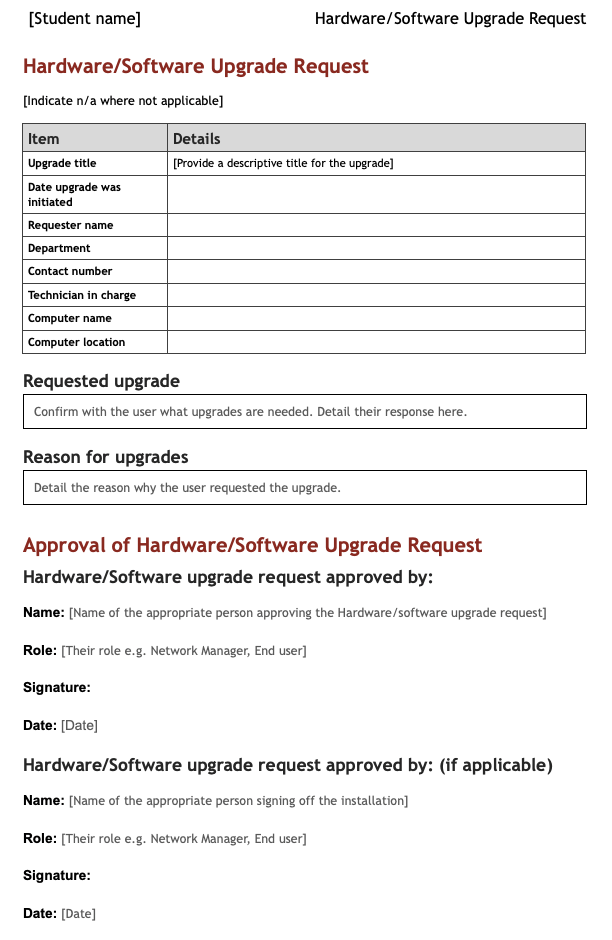 [Student name] Hardware/Software Upgrade Request
Hardware/Software Upgrade Request
[Indicate n/a where not applicable]
Item Details
Upgrade title [Provide a descriptive title for the upgrade]
Date upgrade was
initiated
Requester name
Department
Contact number
Technician in charge
Computer name
Computer location
Requested upgrade
Confirm with the user what upgrades are needed. Detail their response here.
Reason for upgrades
Detail the reason why the user requested the upgrade.
Approval of Hardware/Software Upgrade Request
Hardware/Software upgrade request approved by:
Name: [Name of the appropriate person approving the Hardware/software upgrade request]
Role: [Their role e.g. Network Manager, End user]
Signature:
Date: [Date]
Hardware/Software upgrade request approved by: (if applicable)
Name: [Name of the appropriate person signing off the installation]
Role: [Their role e.g. Network Manager, End user]
Signature:
Date: [Date]